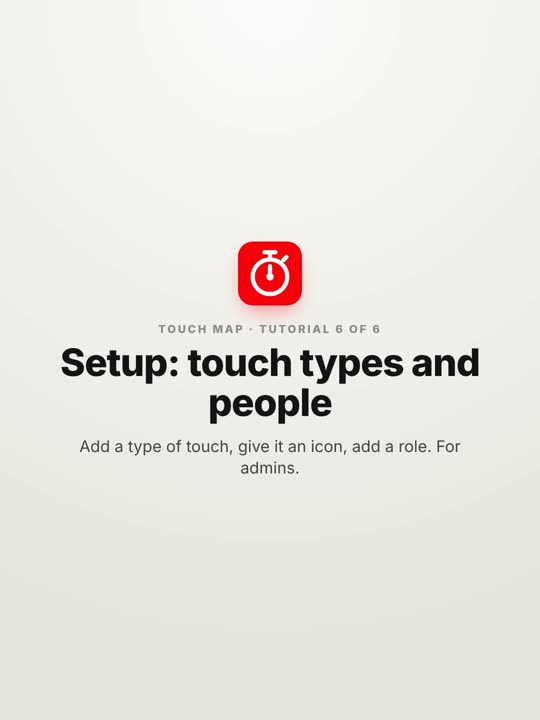 TOUCH MAP · TUTORIAL 6 OF 6
Setup: touch types and
people
Add a type of touch, give it an icon, add a role. For
admins.